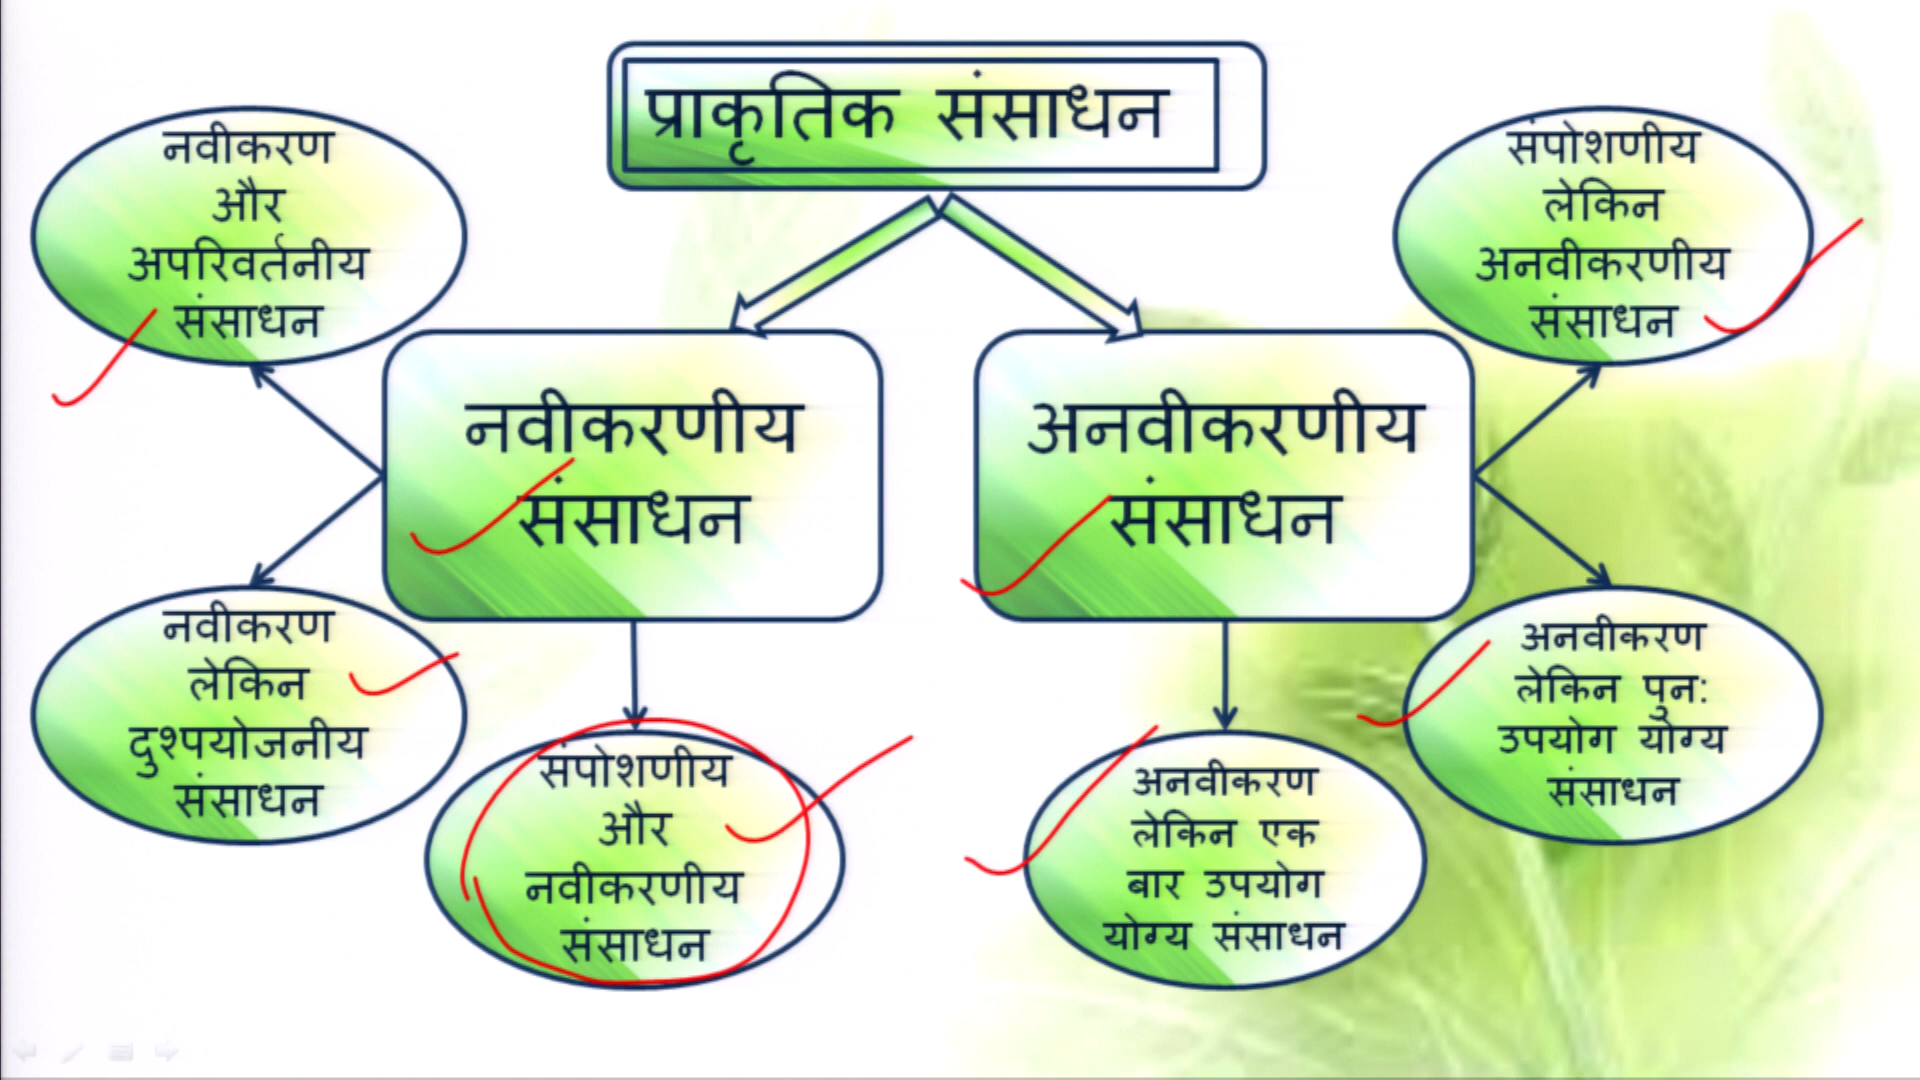 प्राकृतिक संसाधन
नवीकरण
और
अपरिवर्तनीय
संसाधन
संपोशणीय
लेकिन
अनवीकरणीय
संसाधन
नवीकरणीय
संसाधन
अनवीकरणीय
संसाधन
नवीकरण
लेकिन
दुश्पयोजनीय
संसाधन
संपोशणीय
और
नवीकरणीय
संसाधन
अनवीकरण
लेकिन एक
बार उपयोग
योग्य संसाधन
अनवीकरण
लेकिन पुन:
उपयोग योग्य
संसाधन